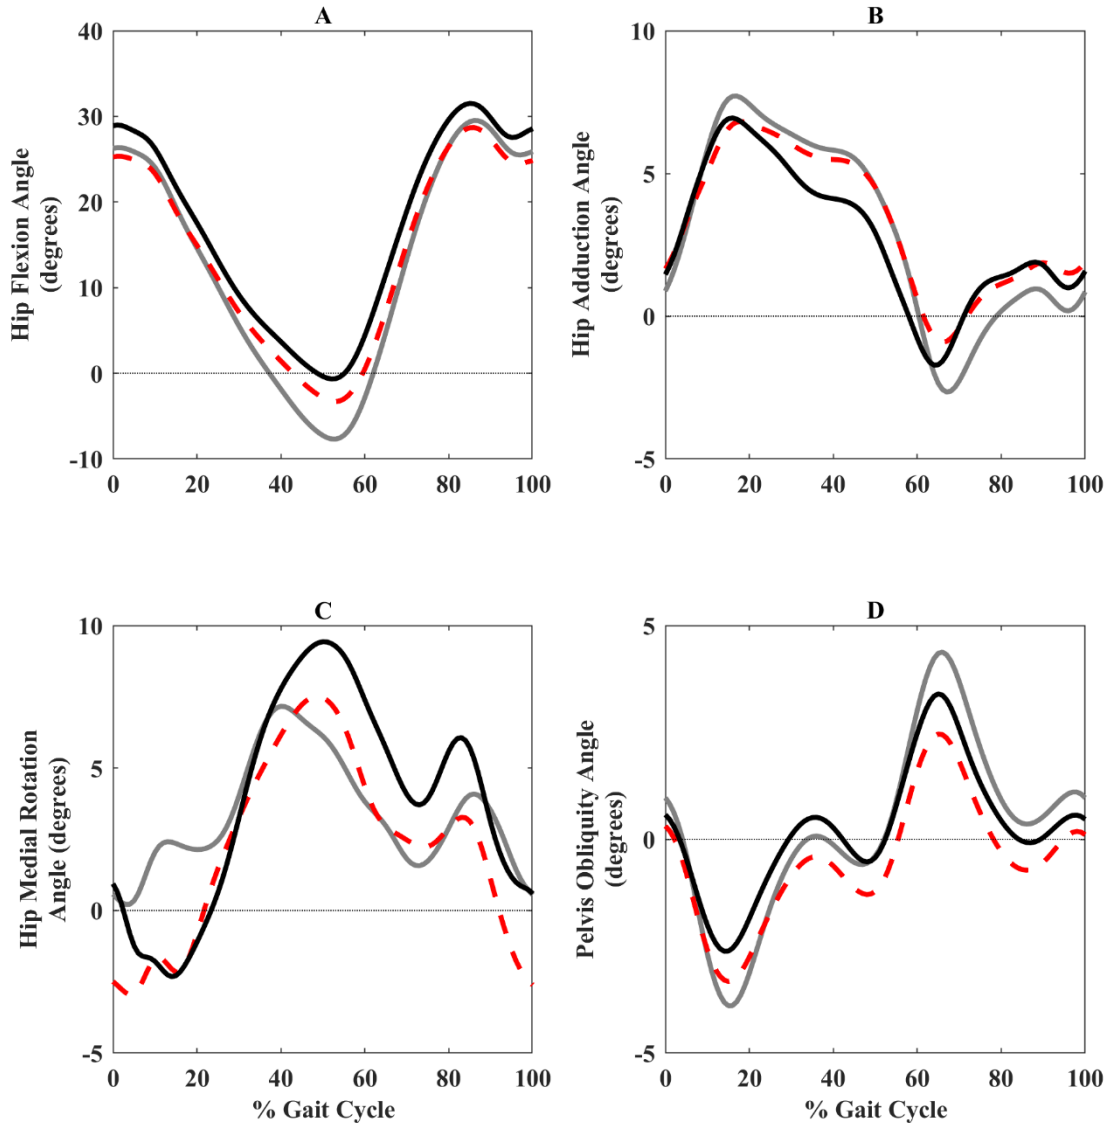 A
40
30
20
10
0
-10
0
20
40
60
80
100
Hip Flexion Angle
(degrees)
B
10
5
0
-5
0
20
40
60
80
100
Hip Adduction Angle
(degrees)
C
10
5
0
-5
0
20
40
60
80
100
Hip Medial Rotation
Angle (degrees)
% Gait Cycle
D
5
0
-5
0
20
40
60
80
100
Pelvis Obliquity Angle
(degrees)
% Gait Cycle